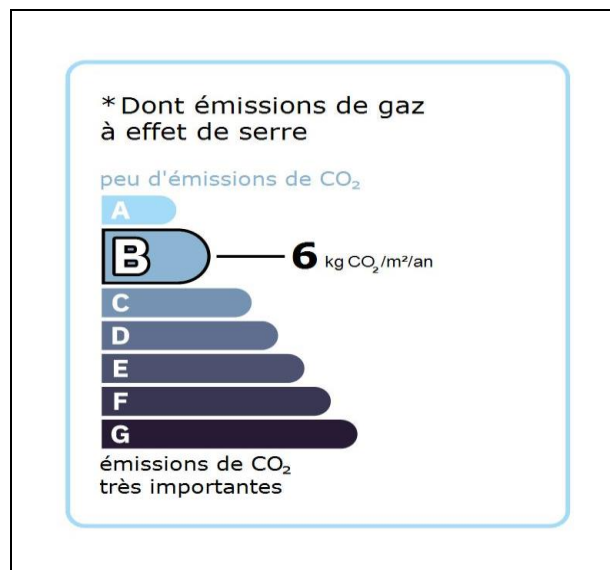 *Dont émissions de gaz
à effet de serre
peu d'émissions de CO₂
A
B 6 kg CO₂/m²/an
C
D
E
F
G
émissions de CO₂
très importantes